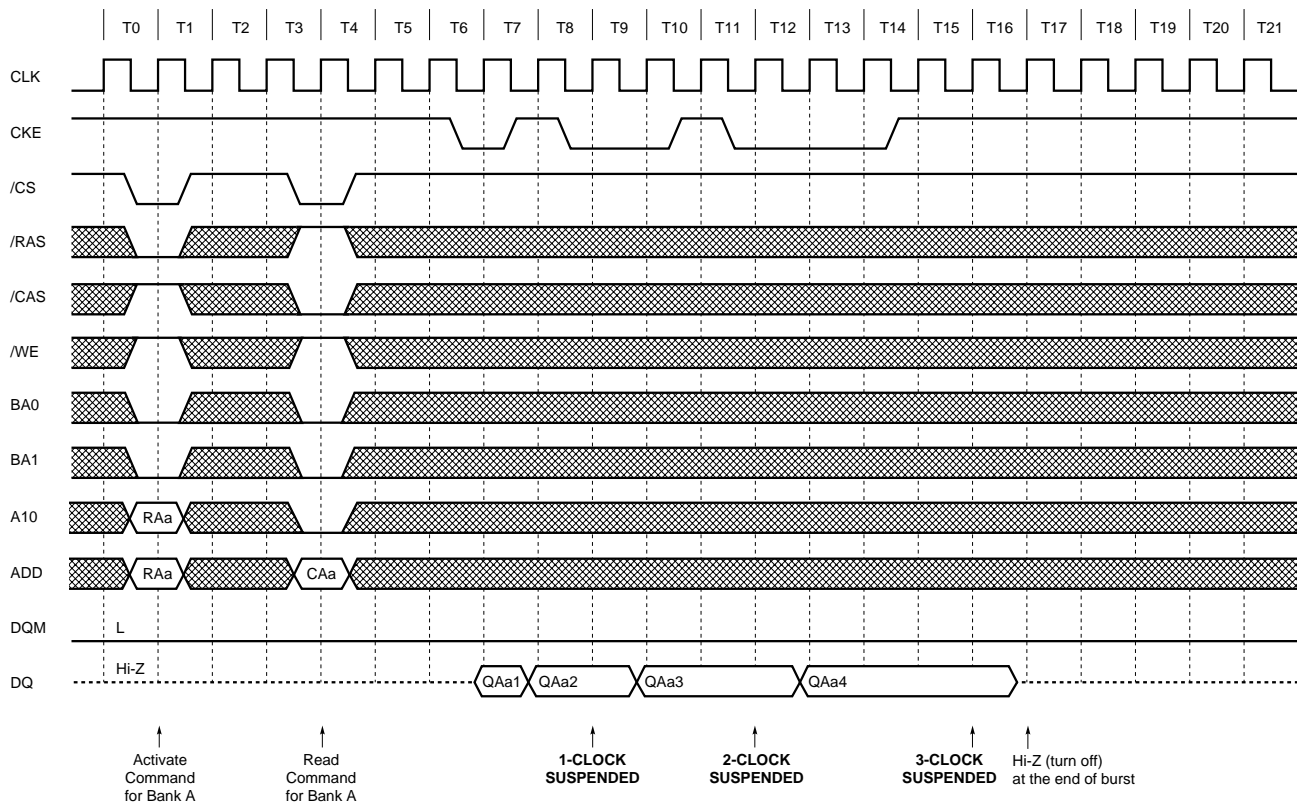 T0 T1 T2 T3 T4 T5 T6 T7 T8 T9 T10 T11 T12 T13 T14 T15 T16 T17 T18 T19 T20 T21
CLK
CKE
/CS
/RAS
/CAS
/WE
BA0
BA1
A10 RAa
ADD RAa CAa
DQM L
Hi-Z
DQ QAa1 QAa2 QAa3 QAa4
Activate
Command
for Bank A
Read
Command
for Bank A
1-CLOCK
SUSPENDED
2-CLOCK
SUSPENDED
3-CLOCK
SUSPENDED
Hi-Z (turn off)
at the end of burst